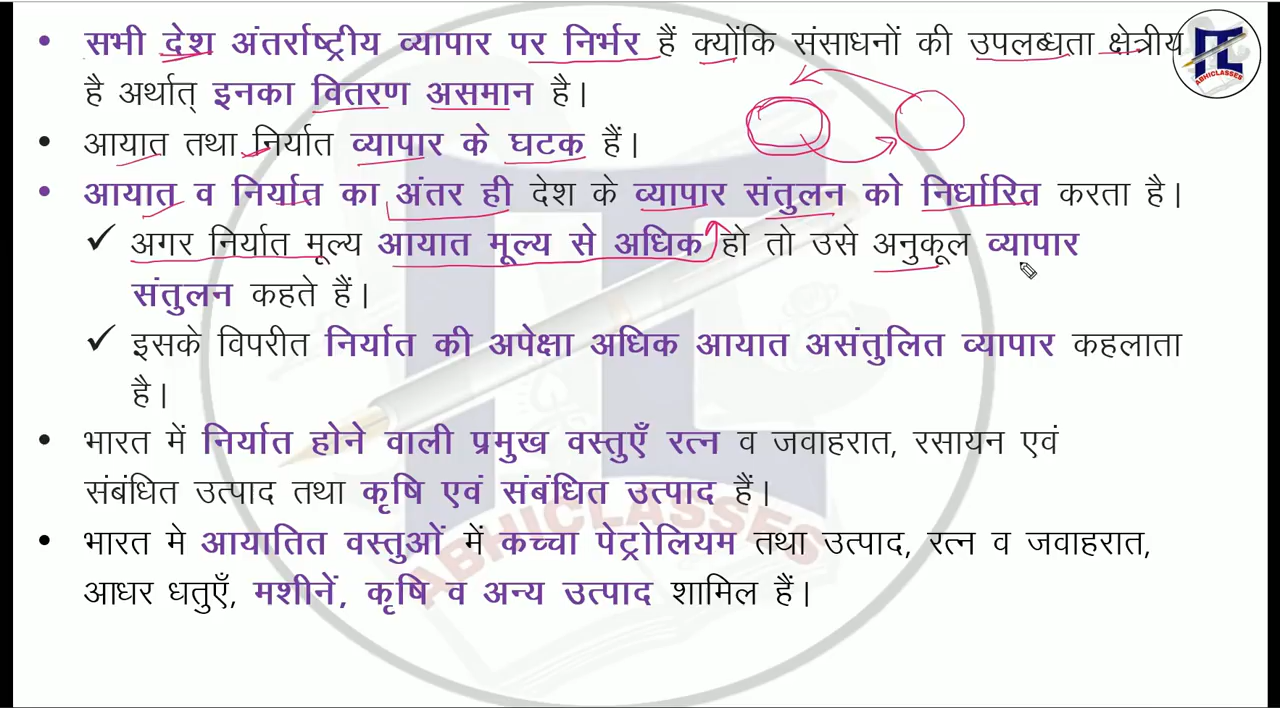 • सभी देश अंतर्राष्ट्रीय व्यापार पर निर्भर हैं क्योंकि संसाधनों की उपलब्धता क्षेत्रीय
है अर्थात् इनका वितरण असमान है।
• आयात तथा निर्यात व्यापार के घटक हैं।
• आयात व निर्यात का अंतर ही देश के व्यापार संतुलन को निर्धारित करता है।
✓ अगर निर्यात मूल्य आयात मूल्य से अधिक हो तो उसे अनुकूल व्यापार
संतुलन कहते हैं।
✓ इसके विपरीत निर्यात की अपेक्षा अधिक आयात असंतुलित व्यापार कहलाता
है।
• भारत में निर्यात होने वाली प्रमुख वस्तुएँ रत्न व जवाहरात, रसायन एवं
संबंधित उत्पाद तथा कृषि एवं संबंधित उत्पाद हैं।
• भारत मे आयातित वस्तुओं में कच्चा पेट्रोलियम तथा उत्पाद, रत्न व जवाहरात,
आधर धतुएँ, मशीनें, कृषि व अन्य उत्पाद शामिल हैं।
ABHICLASSES
ABHICLASSES